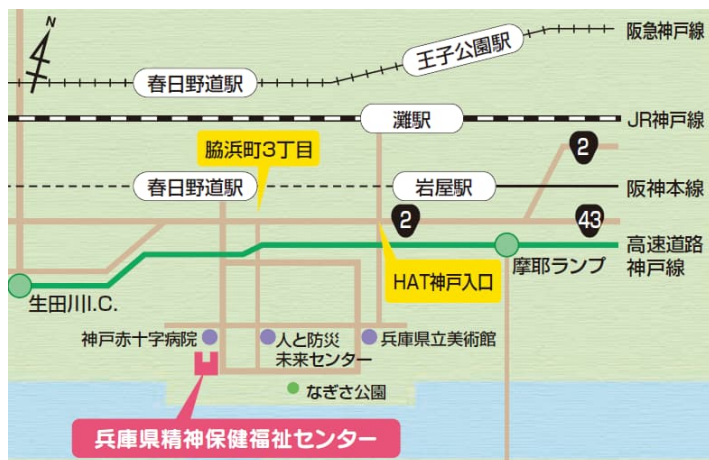 N
阪急神戸線
王子公園駅
春日野道駅
灘駅
JR神戸線
脇浜町3丁目
2
春日野道駅
岩屋駅
阪神本線
2
43
高速道路
神戸線
摩耶ランプ
HAT神戸入口
生田川I.C.
神戸赤十字病院
人と防災
未来センター
兵庫県立美術館
なぎさ公園
兵庫県精神保健福祉センター